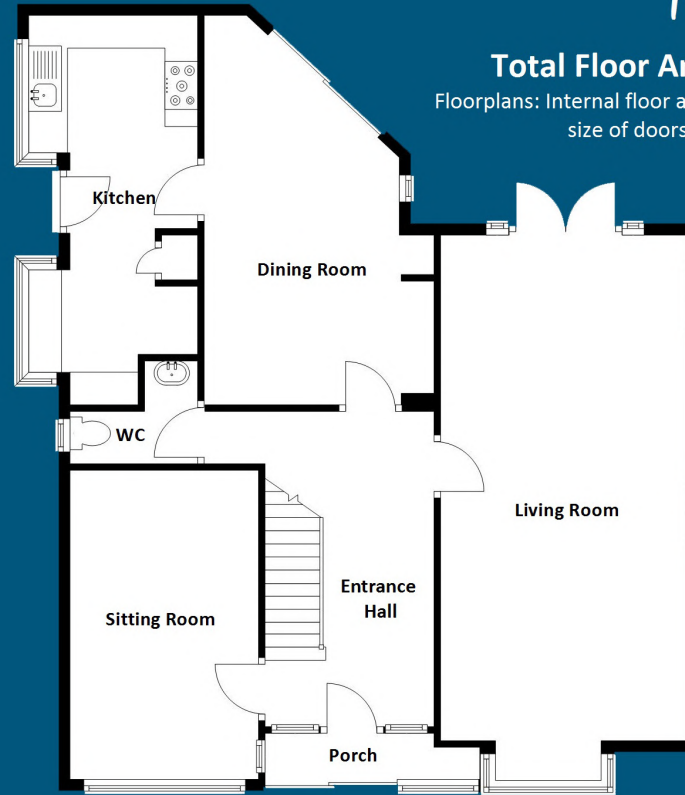 Total Floor
Floorplans: Internal floor
size of doors
Kitchen
Dining Room
WC
Living Room
Entrance
Hall
Sitting Room
Porch